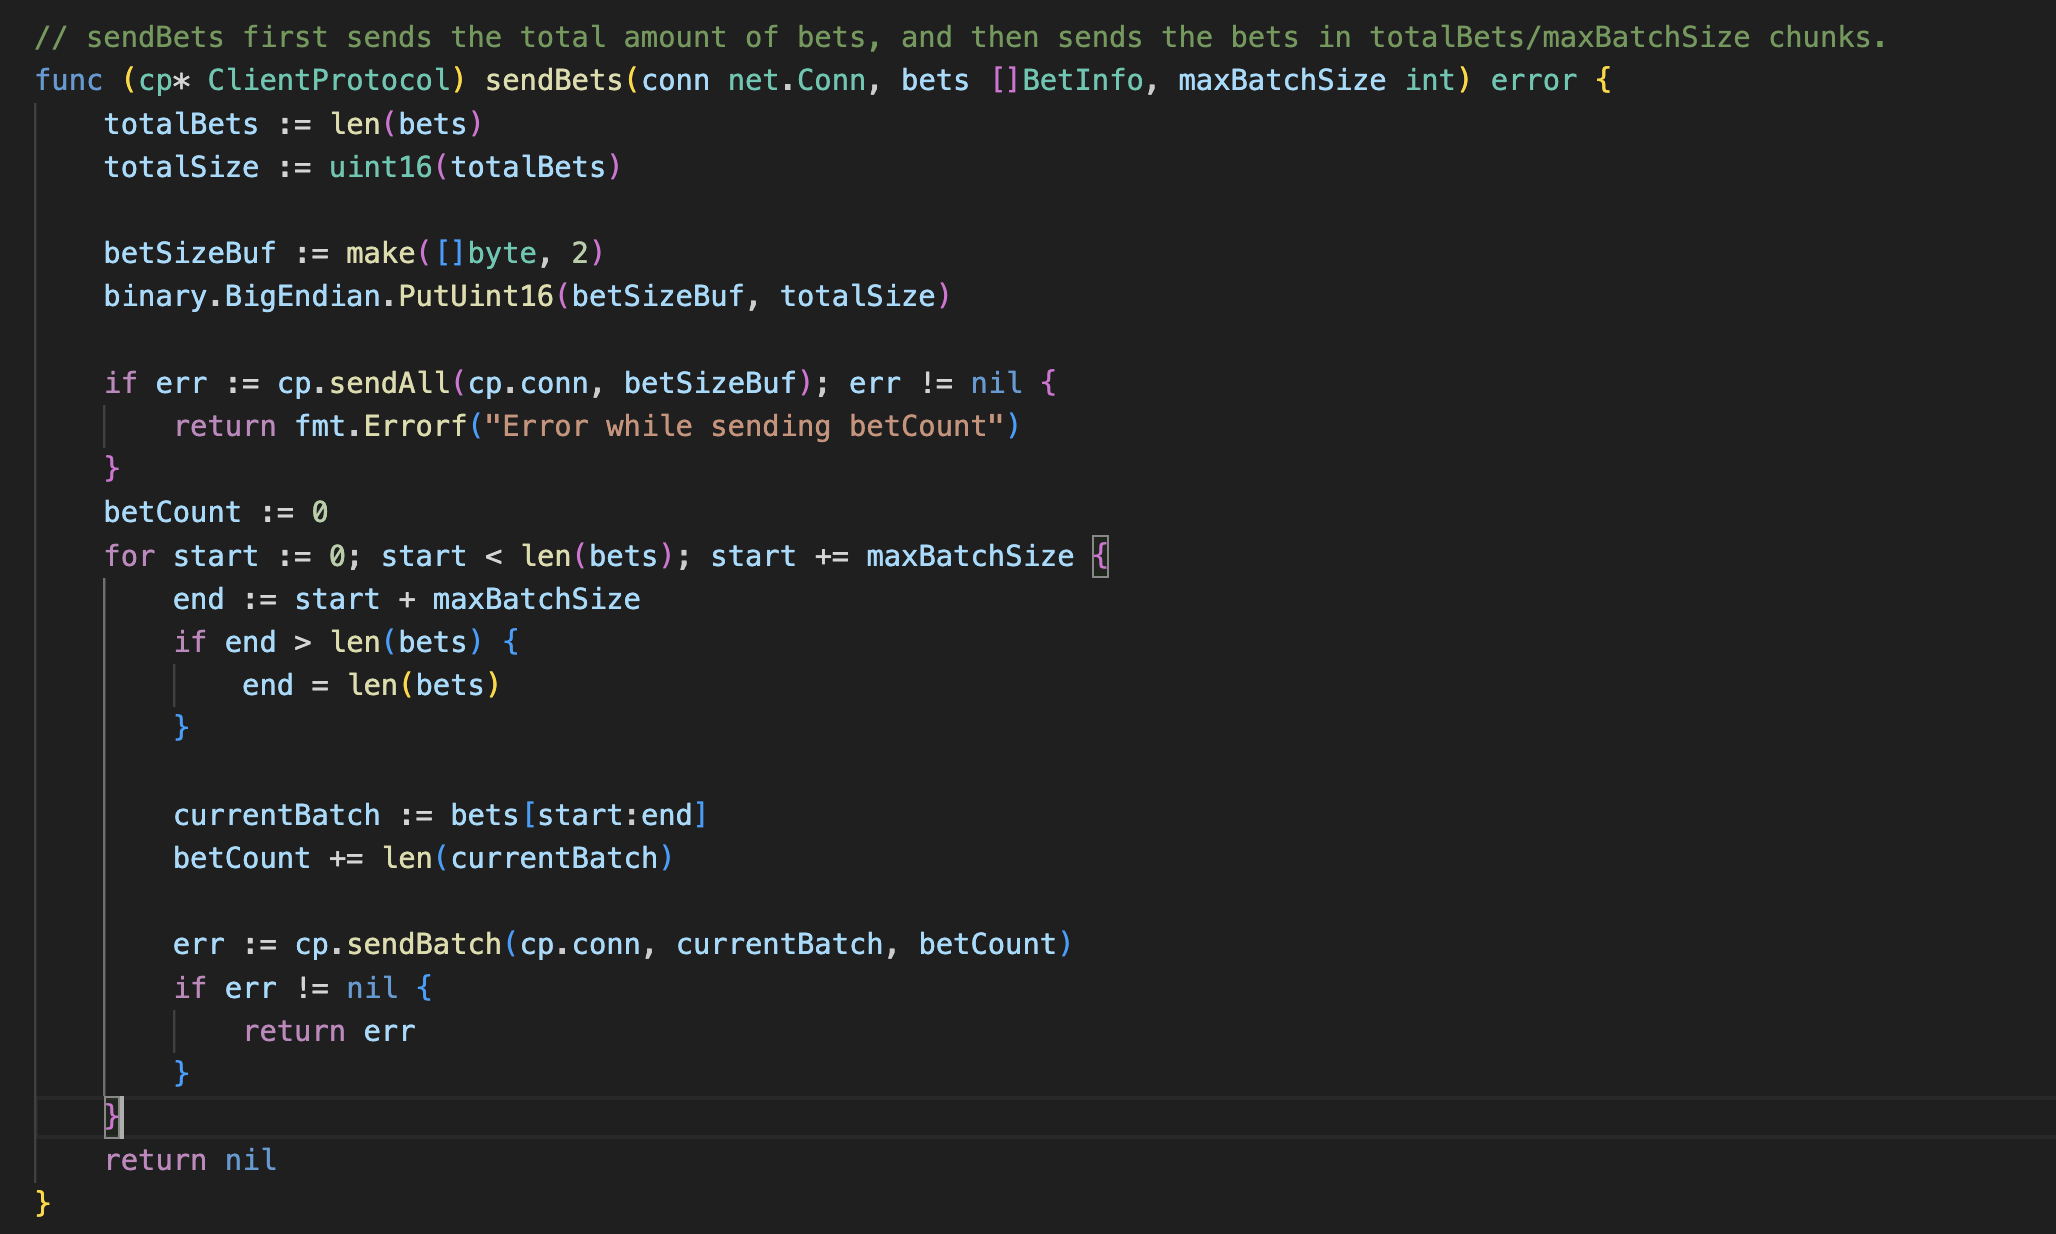 // sendBets first sends the total amount of bets, and then sends the bets in totalBets/maxBatchSize chunks.
func (cp* ClientProtocol) sendBets(conn net.Conn, bets []BetInfo, maxBatchSize int) error {
    totalBets := len(bets)
    totalSize := uint16(totalBets)

    betSizeBuf := make([]byte, 2)
    binary.BigEndian.PutUint16(betSizeBuf, totalSize)

    if err := cp.sendAll(cp.conn, betSizeBuf); err != nil {
        return fmt.Errorf("Error while sending betCount")
    }
    betCount := 0
    for start := 0; start < len(bets); start += maxBatchSize {
        end := start + maxBatchSize
        if end > len(bets) {
            end = len(bets)
        }

        currentBatch := bets[start:end]
        betCount += len(currentBatch)

        err := cp.sendBatch(cp.conn, currentBatch, betCount)
        if err != nil {
            return err
        }
    }
    return nil
}